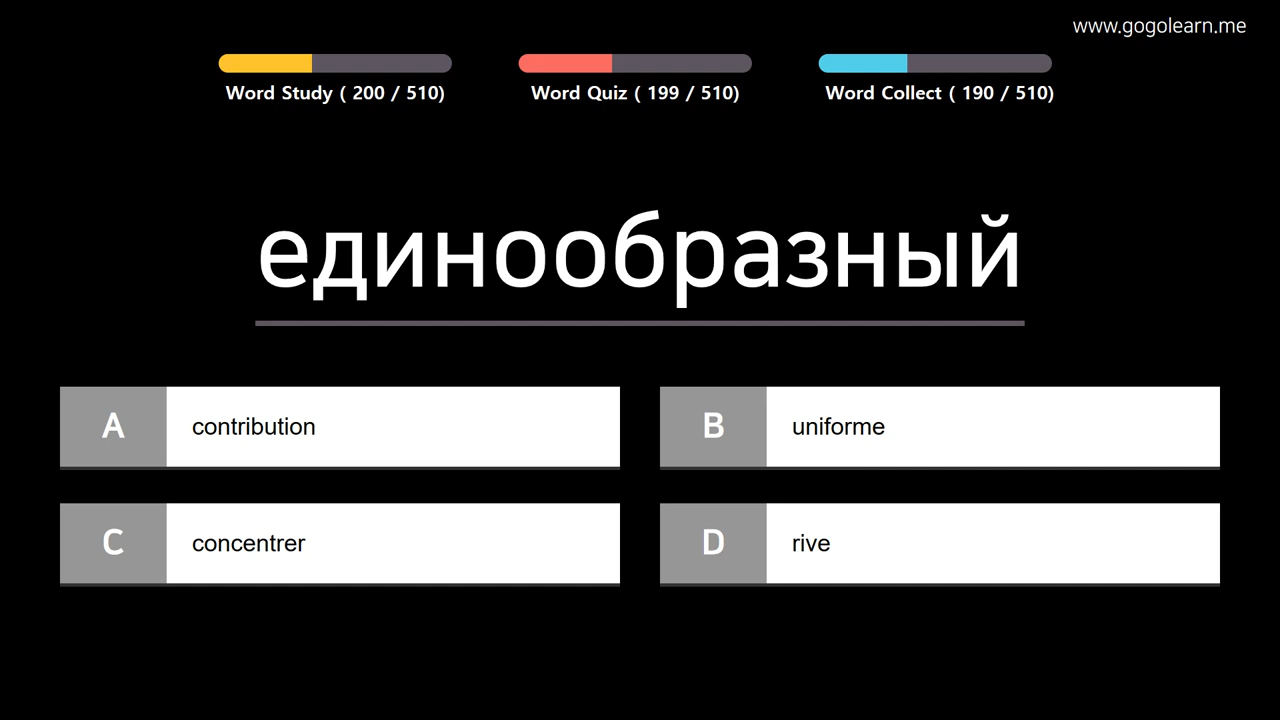 www.gogolearn.me
Word Study ( 200 / 510)
Word Quiz ( 199 / 510)
Word Collect ( 190 / 510)
единообразный
A contribution
B uniforme
C concentrer
D rive